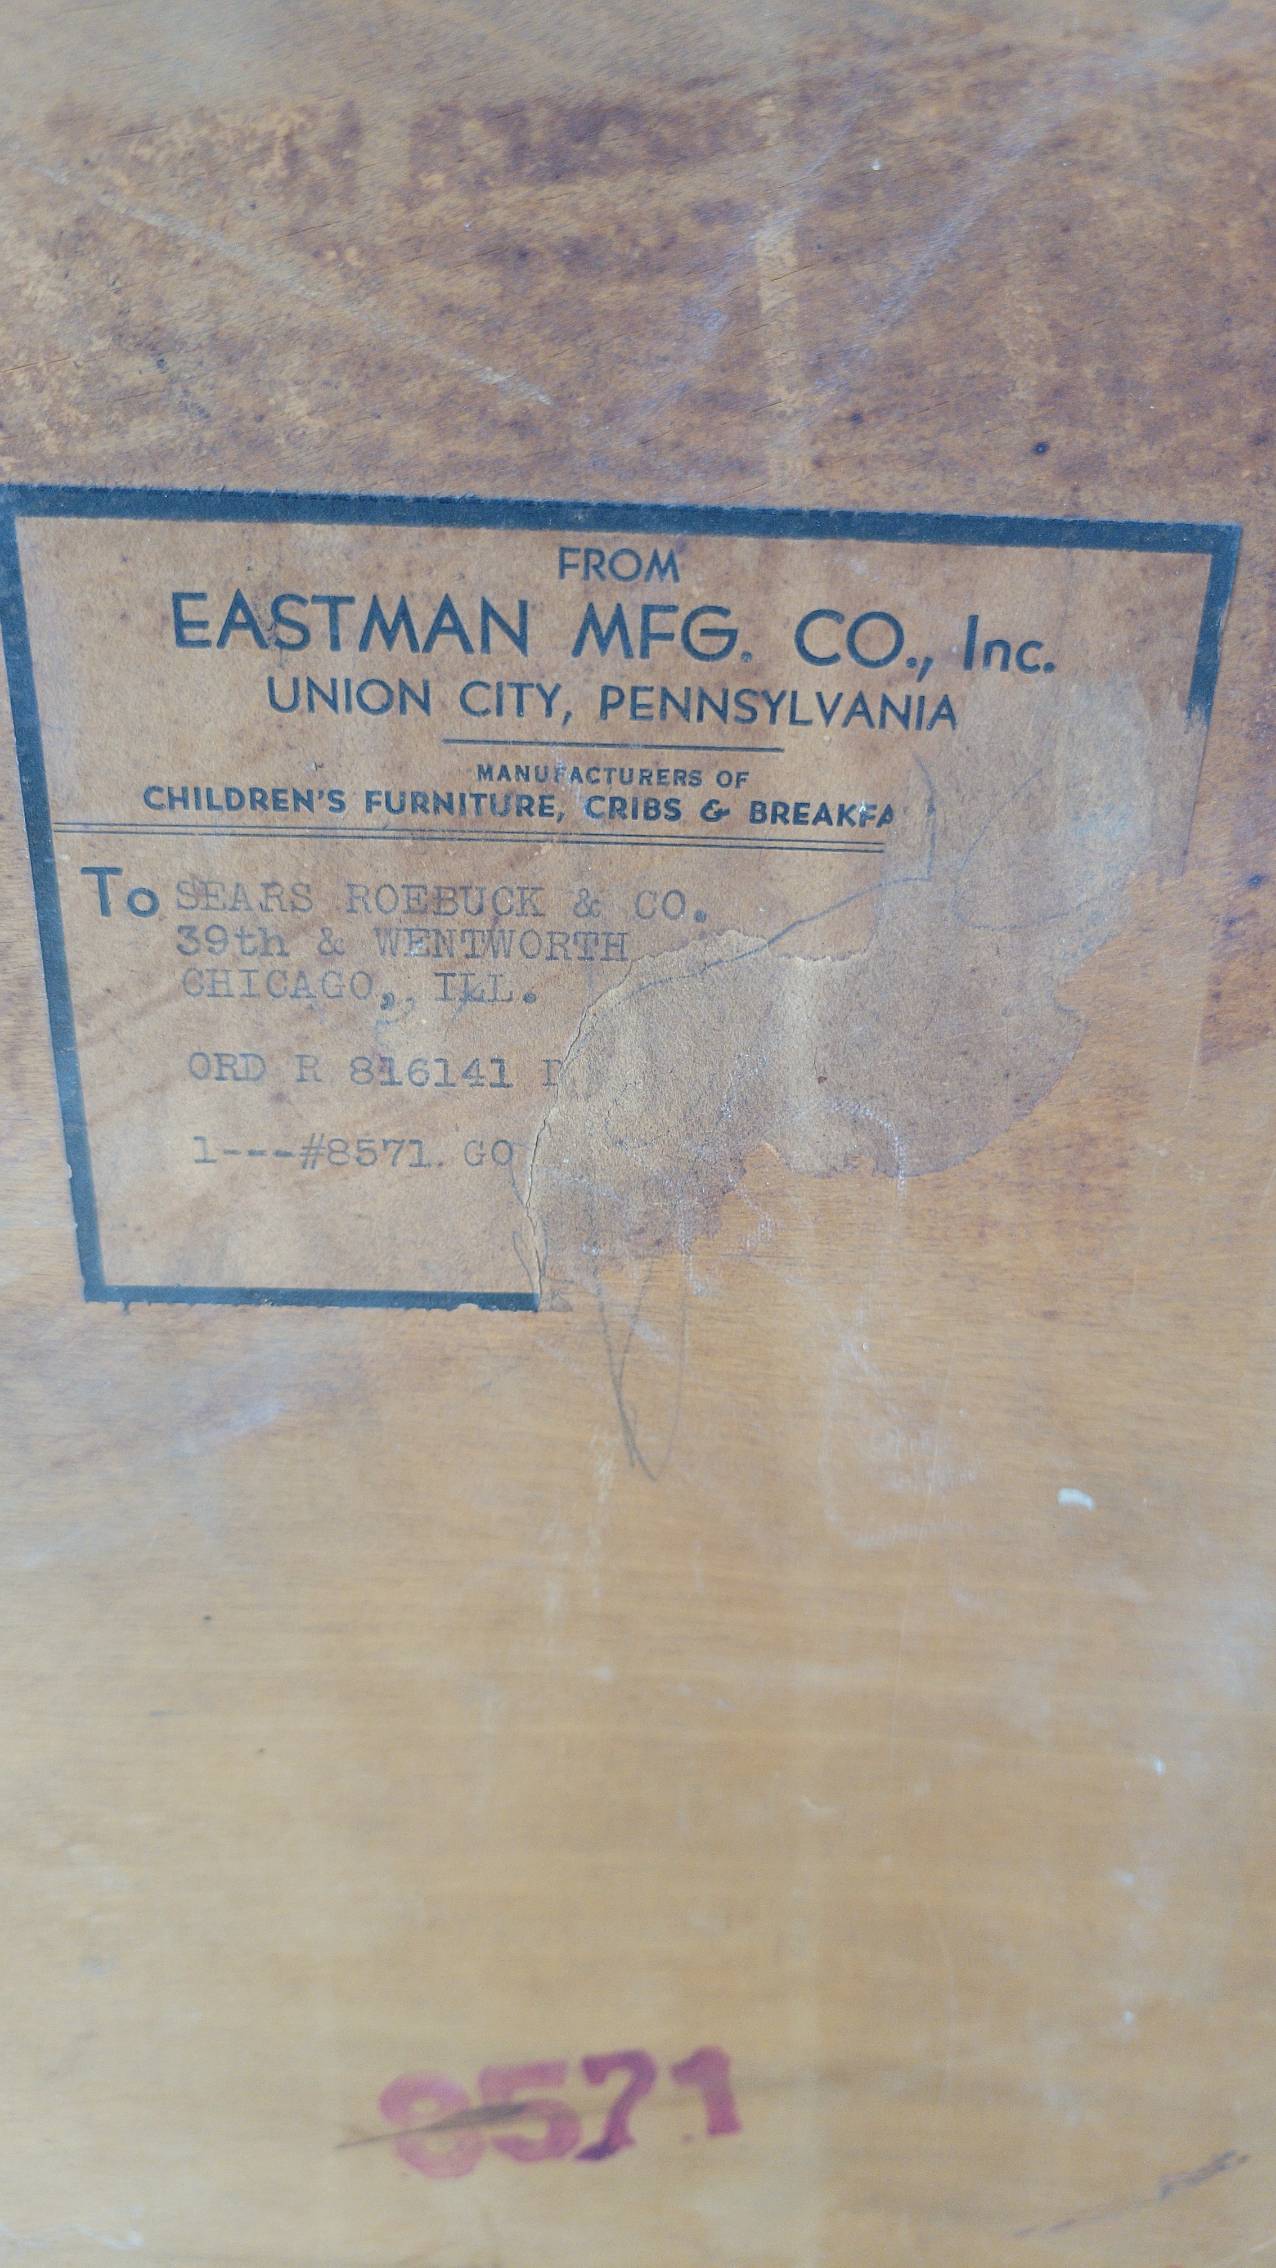 FROM
EASTMAN MFG. CO., Inc.
UNION CITY, PENNSYLVANIA
MANUFACTURERS OF
CHILDREN'S FURNITURE, CRIBS & BREAKFA
To SEARS ROEBUCK & CO.
39th & WENTWORTH
CHICAGO,, ILL.
ORD R 816141
1---#8571. GO
8571